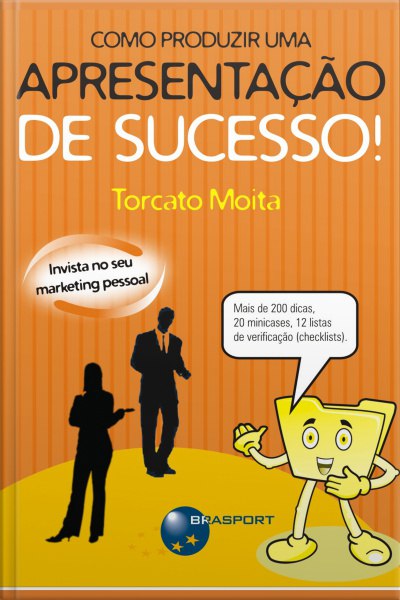 COMO PRODUZIR UMA
APRESENTAÇÃO
DE SUCESSO!
Torcato Moita
Invista no seu
marketing pessoal
Mais de 200 dicas,
20 minicases, 12 listas
de verificação (checklists).
BRASPORT